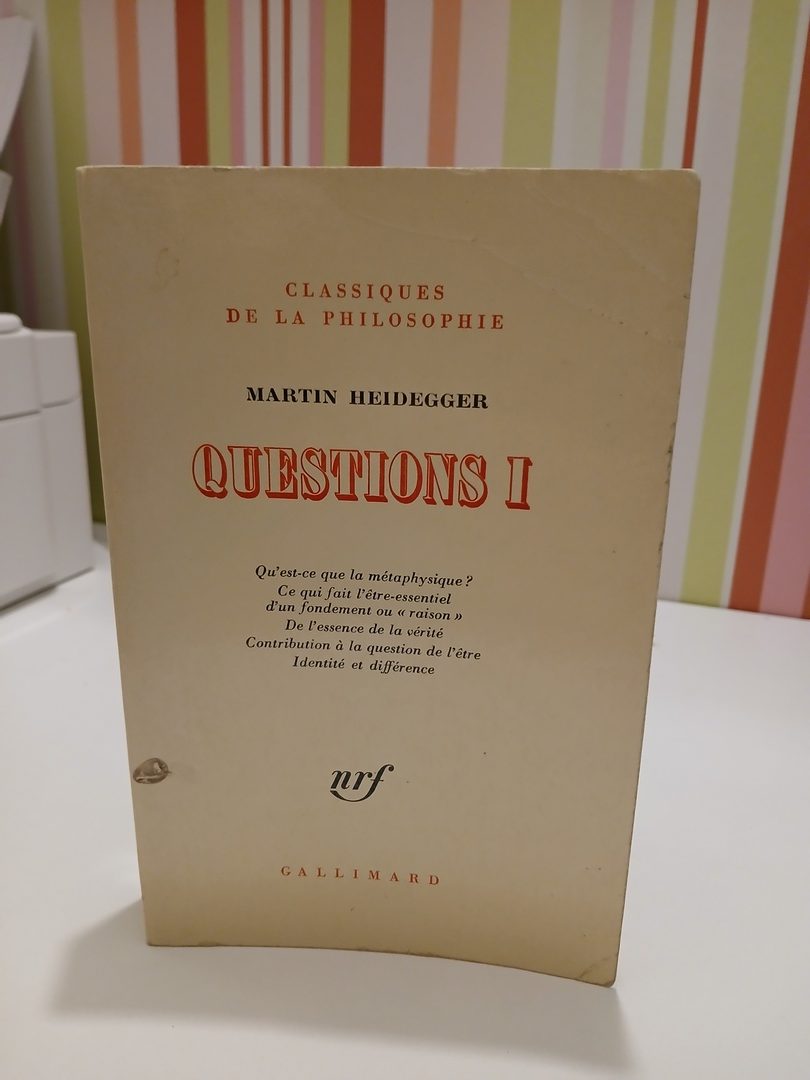 CLASSIQUES
DE LA PHILOSOPHIE
MARTIN HEIDEGGER
QUESTIONS I
Qu'est-ce que la métaphysique ?
Ce qui fait l'être-essentiel
d'un fondement ou « raison »
De l'essence de la vérité
Contribution à la question de l'être
Identité et différence
nrf
GALLIMARD